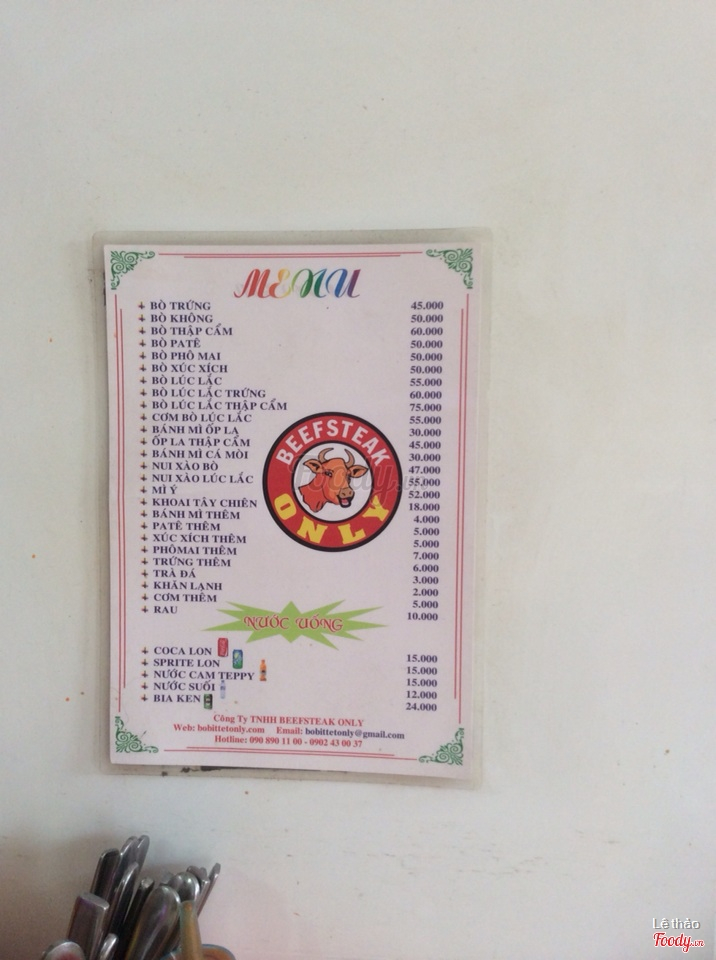 MENU
BÒ TRỨNG 45.000
BÒ KHÔNG 50.000
BÒ THẬP CẨM 60.000
BÒ PATÊ 50.000
BÒ PHÔ MAI 50.000
BÒ XÚC XÍCH 50.000
BÒ LÚC LẮC 55.000
BÒ LÚC LẮC TRỨNG 60.000
BÒ LÚC LẮC THẬP CẨM 75.000
CƠM BÒ LÚC LẮC 55.000
BÁNH MÌ ỐP LA 30.000
ỐP LA THẬP CẨM 45.000
BÁNH MÌ CÁ MÒI 30.000
NUI XÀO BÒ 47.000
NUI XÀO LÚC LẮC 55.000
MÌ Ý 52.000
KHOAI TÂY CHIÊN 18.000
BÁNH MÌ THÊM 4.000
PATÊ THÊM 5.000
XÚC XÍCH THÊM 5.000
PHÔMAI THÊM 7.000
TRỨNG THÊM 6.000
TRÀ ĐÁ 3.000
KHĂN LẠNH 2.000
CƠM THÊM 5.000
RAU 10.000
BEEFSTEAK
ONLY
NƯỚC UỐNG
COCA LON 15.000
SPRITE LON 15.000
NƯỚC CAM TEPPY 15.000
NƯỚC SUỐI 12.000
BIA KEN 24.000
Công Ty TNHH BEEFSTEAK ONLY
Web: bobittetonly.com Email: bobittetonly@gmail.com
Hotline: 090 890 11 00 - 0902 43 00 37
Lê thảo
Foody.vn